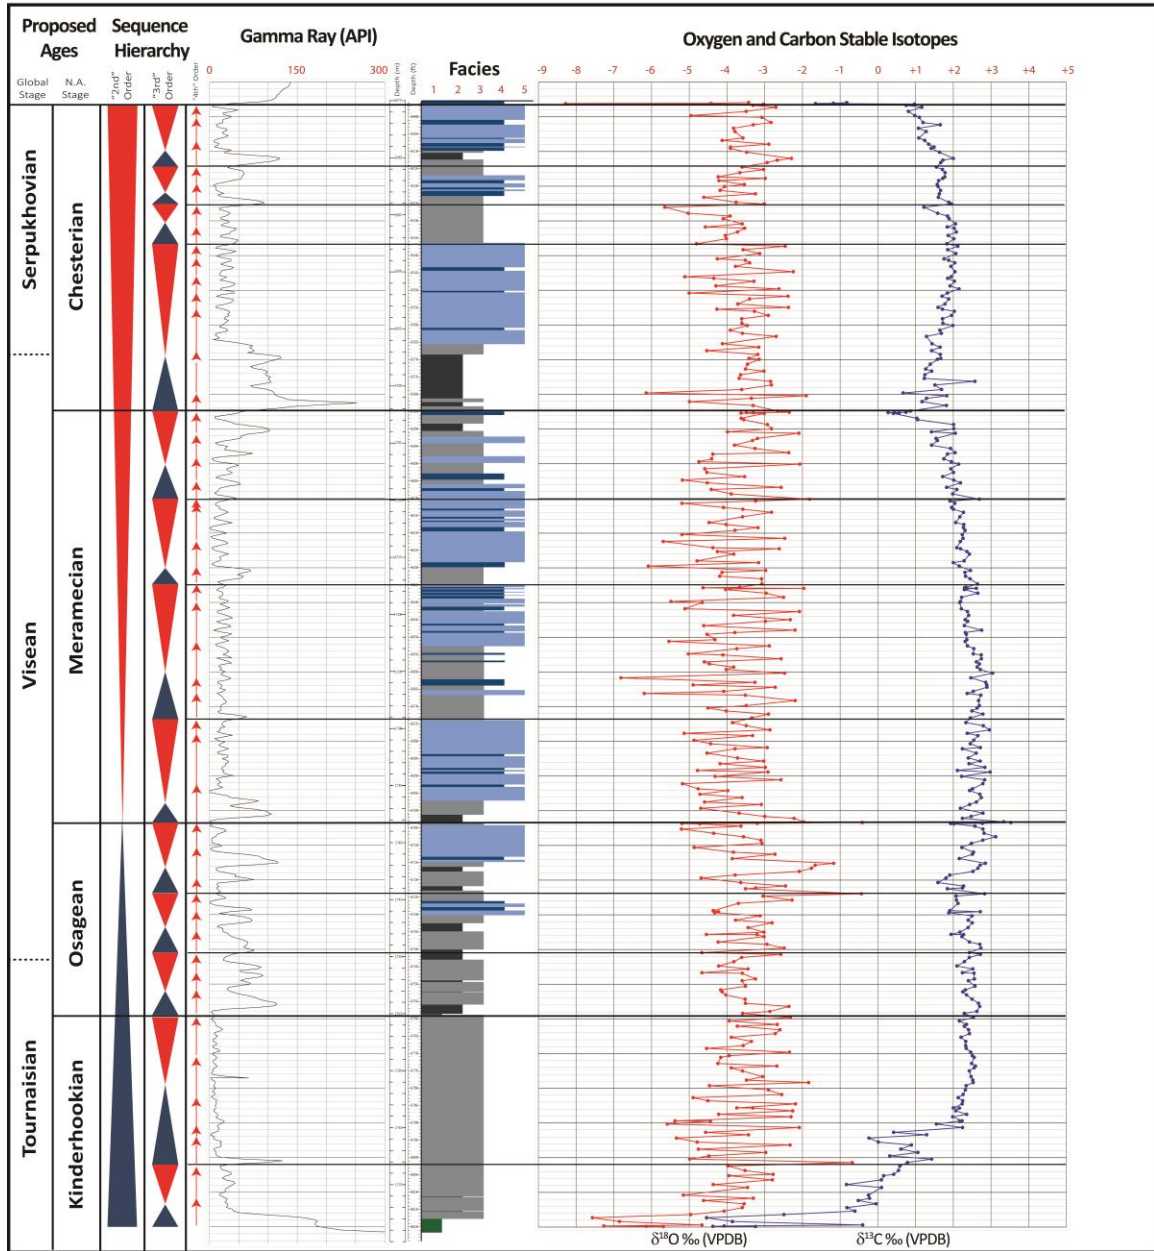 Proposed Ages
Sequence Hierarchy
Gamma Ray (API)
Facies
Oxygen and Carbon Stable Isotopes
Global Stage
N.A. Stage
"2nd" Order
"3rd" Order
"4th" Order
0 150 300
Depth (m)
Depth (ft)
1 2 3 4 5
-9 -8 -7 -6 -5 -4 -3 -2 -1 0 +1 +2 +3 +4 +5
Serpukhovian
Visean
Tournaisian
Chesterian
Meramecian
Osagean
Kinderhookian
δ¹⁸O ‰ (VPDB)
δ¹³C ‰ (VPDB)